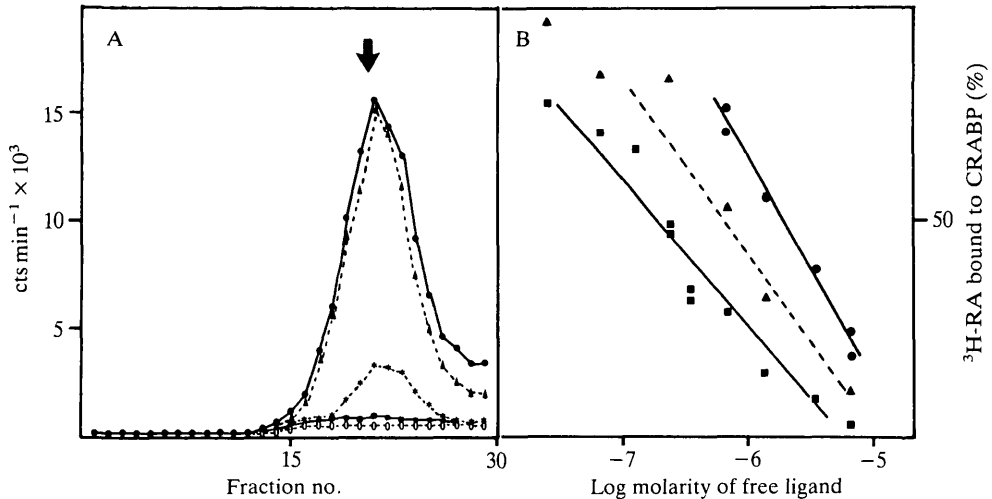 A
B
15
10
5
cts min⁻¹ × 10³
15
30
Fraction no.
−7
−6
−5
Log molarity of free ligand
50
³H-RA bound to CRABP (%)